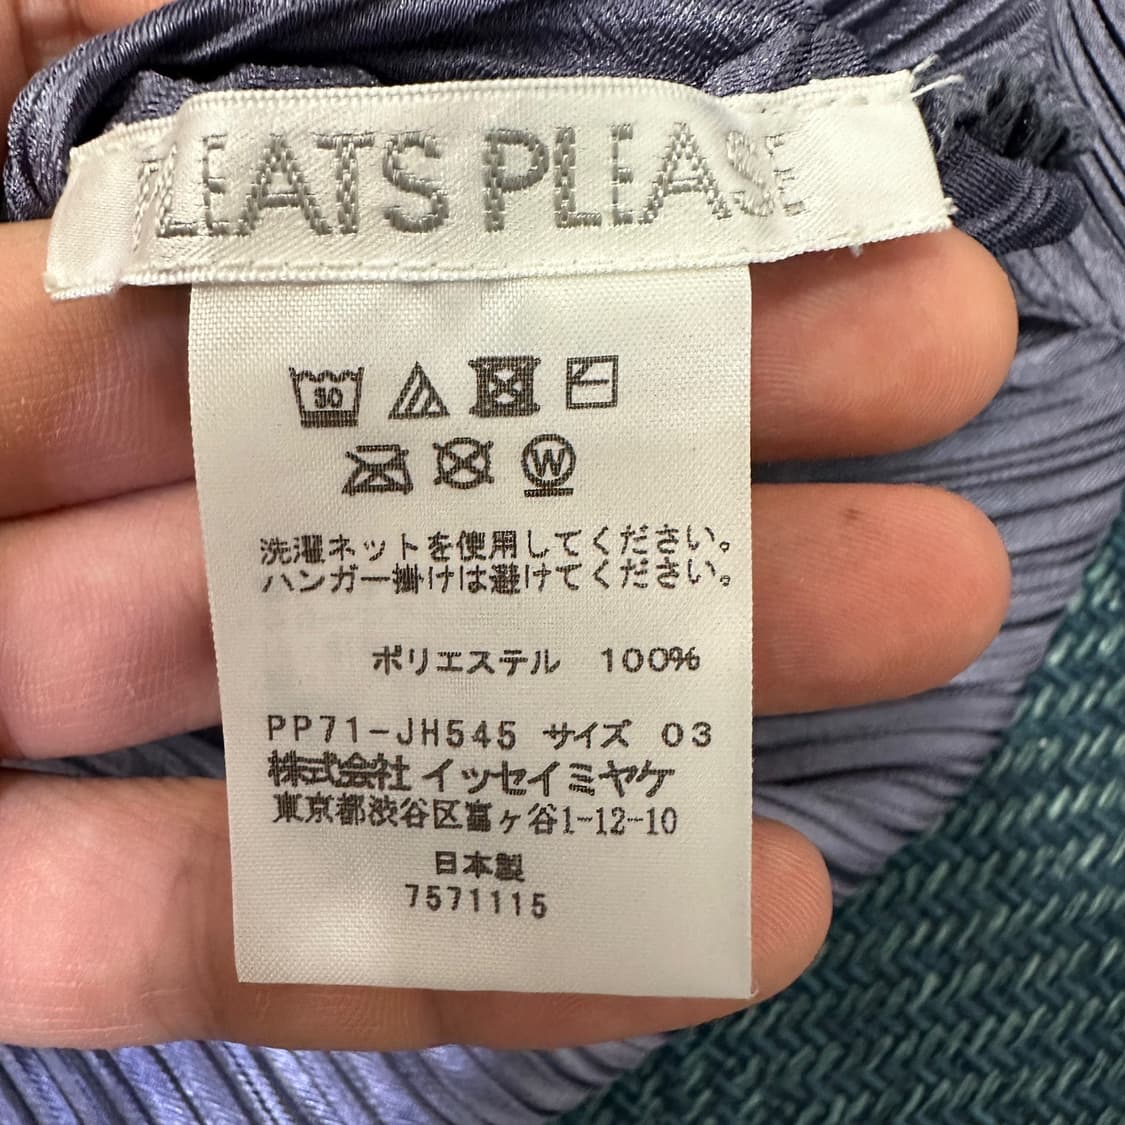 PLEATS PLEASE
30
W
洗濯ネットを使用してください。
ハンガー掛けは避けてください。
ポリエステル 100%
PP71-JH545 サイズ 03
株式会社 イッセイミヤケ
東京都渋谷区富ヶ谷1-12-10
日本製
7571115